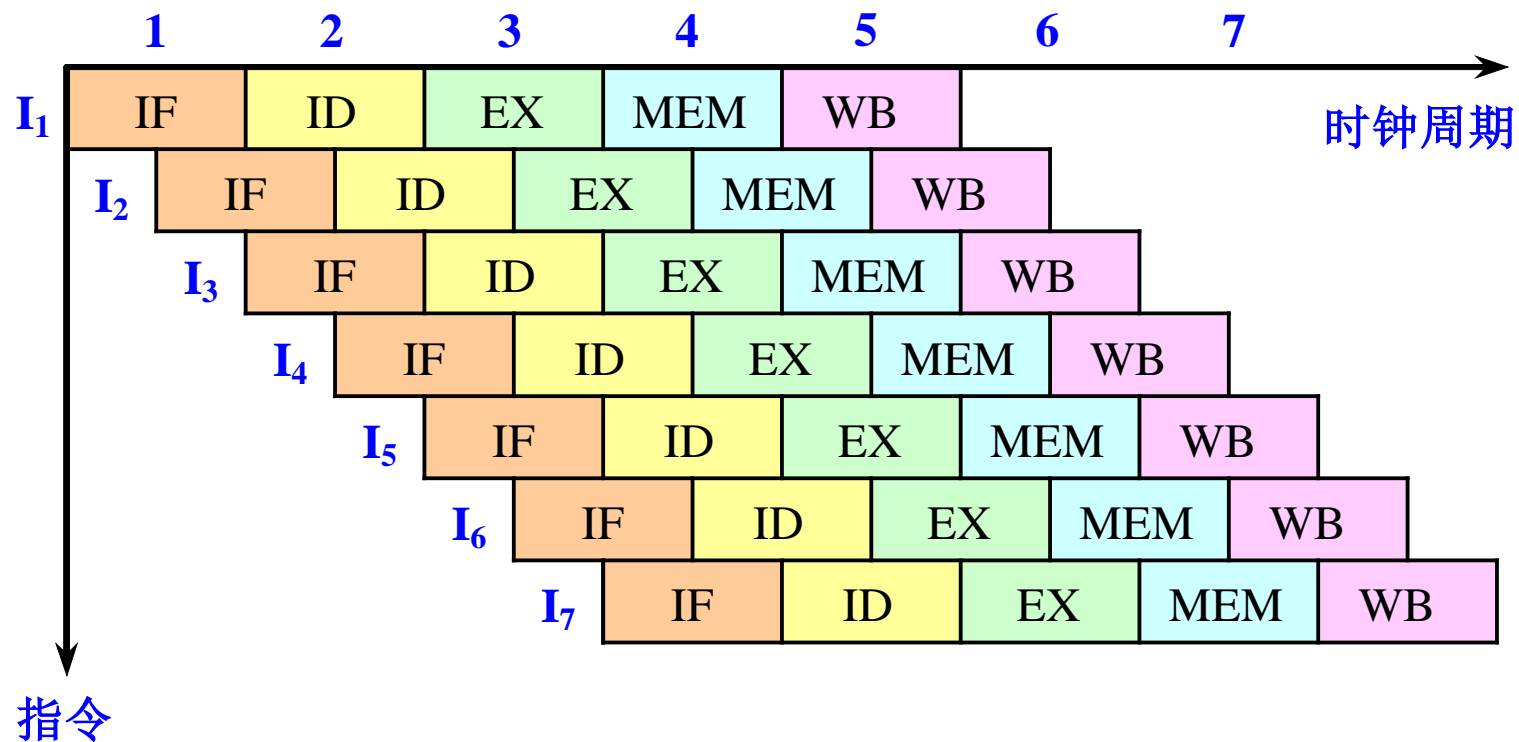 1 2 3 4 5 6 7
I₁ IF ID EX MEM WB 时钟周期
I₂ IF ID EX MEM WB
I₃ IF ID EX MEM WB
I₄ IF ID EX MEM WB
I₅ IF ID EX MEM WB
I₆ IF ID EX MEM WB
I₇ IF ID EX MEM WB
指令